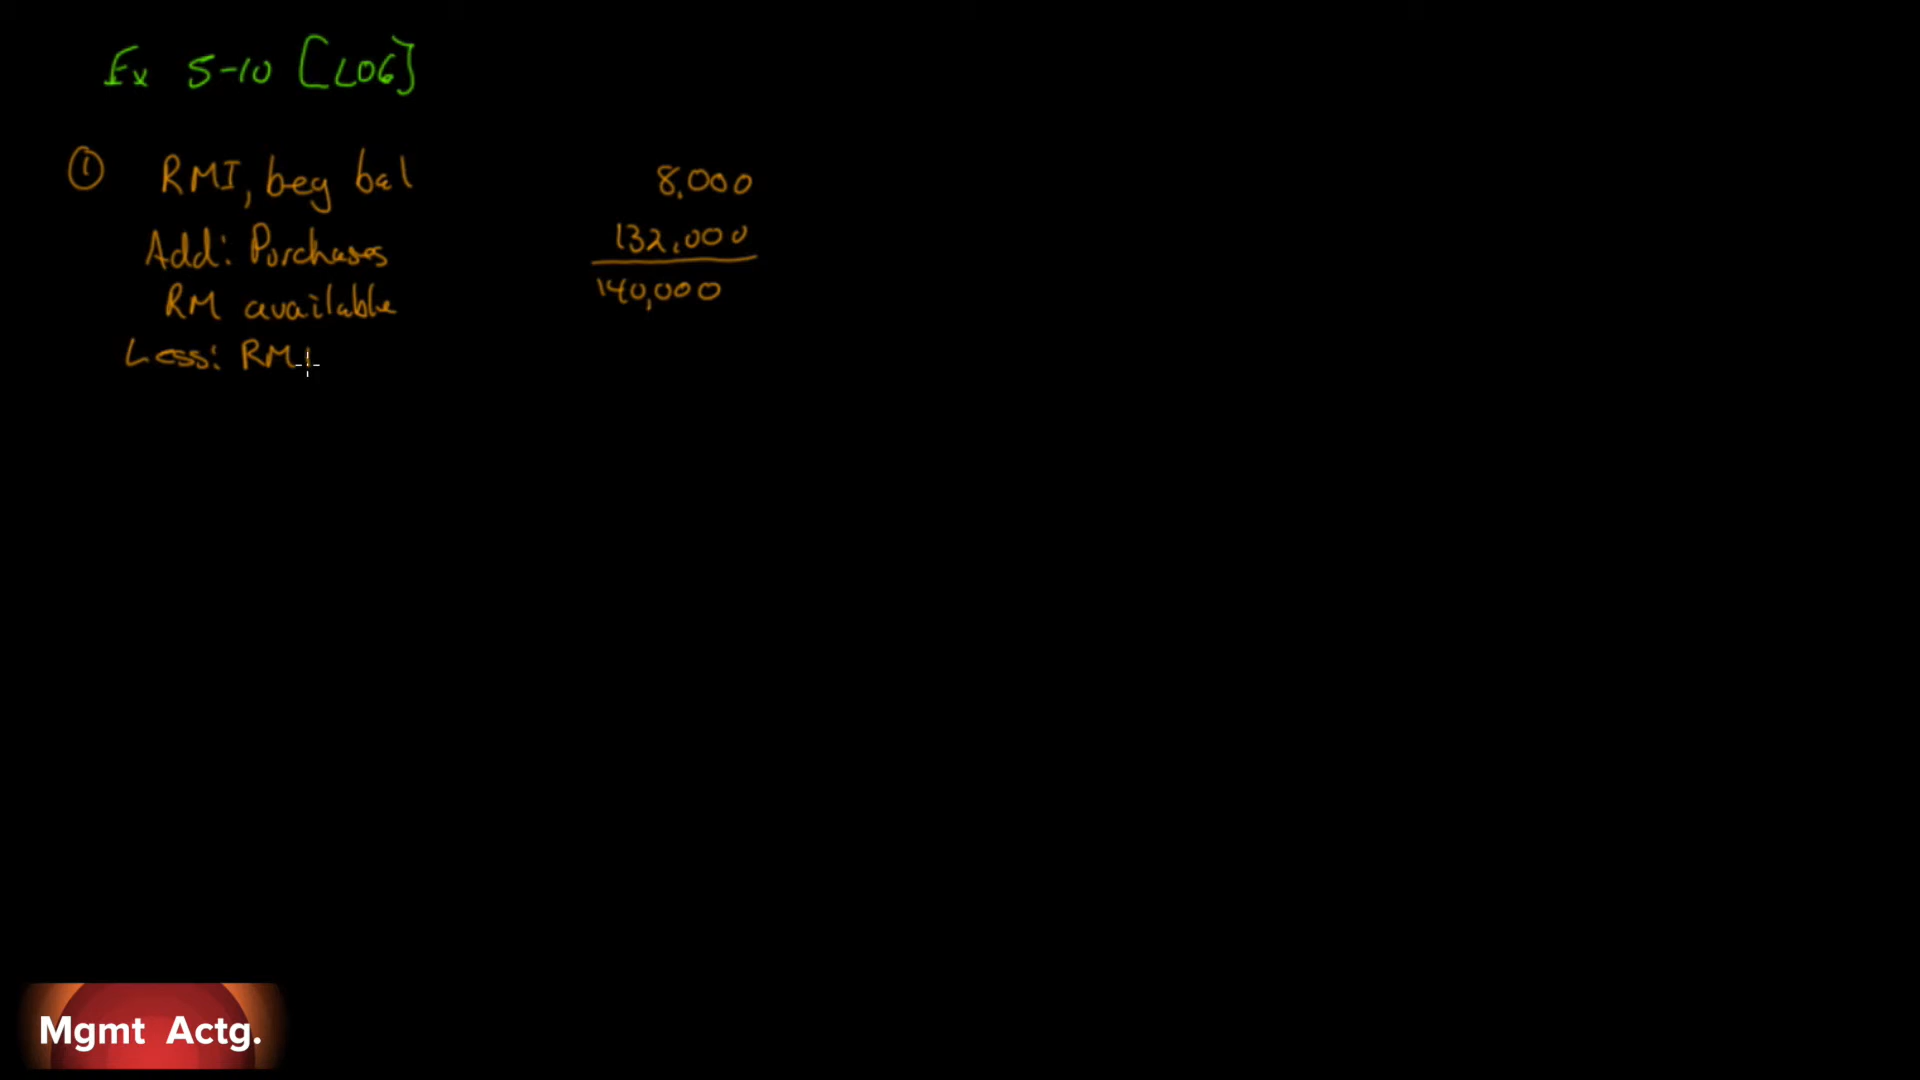 Ex 5-10 [LO6]
① RMI, beg bal 8,000
Add: Purchases 132,000
RM available 140,000
Less: RMI
Mgmt Actg.